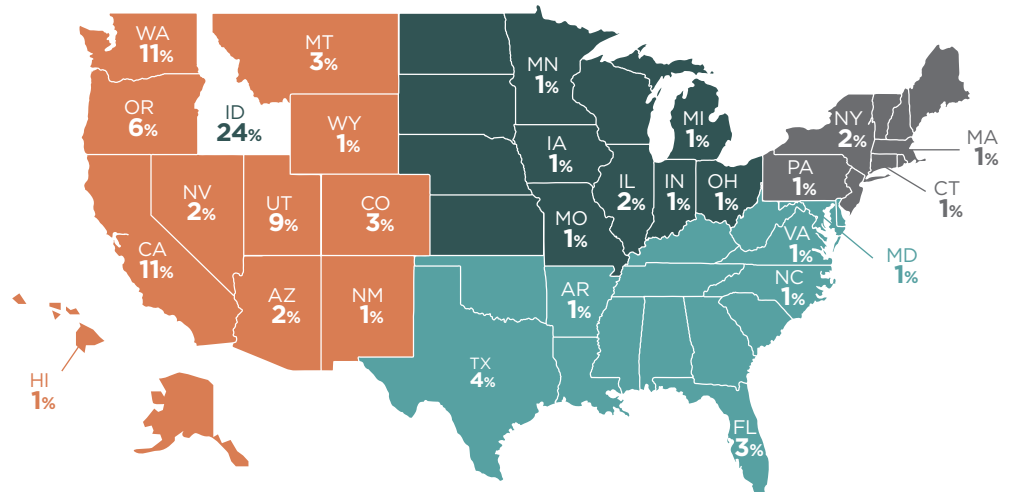 WA
11%
MT
3%
OR
6%
ID
24%
WY
1%
NV
2%
UT
9%
CO
3%
CA
11%
AZ
2%
NM
1%
HI
1%
MN
1%
IA
1%
MO
1%
IL
2%
IN
1%
MI
1%
OH
1%
NY
2%
PA
1%
MA
1%
CT
1%
MD
1%
VA
1%
NC
1%
AR
1%
TX
4%
FL
3%